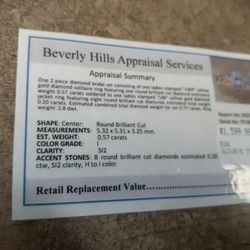 Beverly Hills Appraisal Services
Appraisal Summary
One 2 piece diamond bridal set consisting of one ladies stamped "14KP" yellow
gold diamond solitaire ring featuring one round brilliant cut Diamond estimated
weight 0.57 carats soldered to one ladies stamped "14K" yellow gold diamond
jacket ring featuring eight round brilliant cut diamonds estimated total weight
0.20 carats. Estimated combined total diamond weight for set 0.77 carats. Ring
weight: 2.8 dwt.
SHAPE: Center: Round Brilliant Cut
MEASUREMENTS: 5.32 x 5.31 x 3.25 mm.
EST. WEIGHT: 0.57 carats
COLOR GRADE: I
CLARITY: SI2
ACCENT STONES: 8 round brilliant cut diamonds estimated 0.20
ctw, SI2 clarity, H to I color
Retail Replacement Value
$1,599.